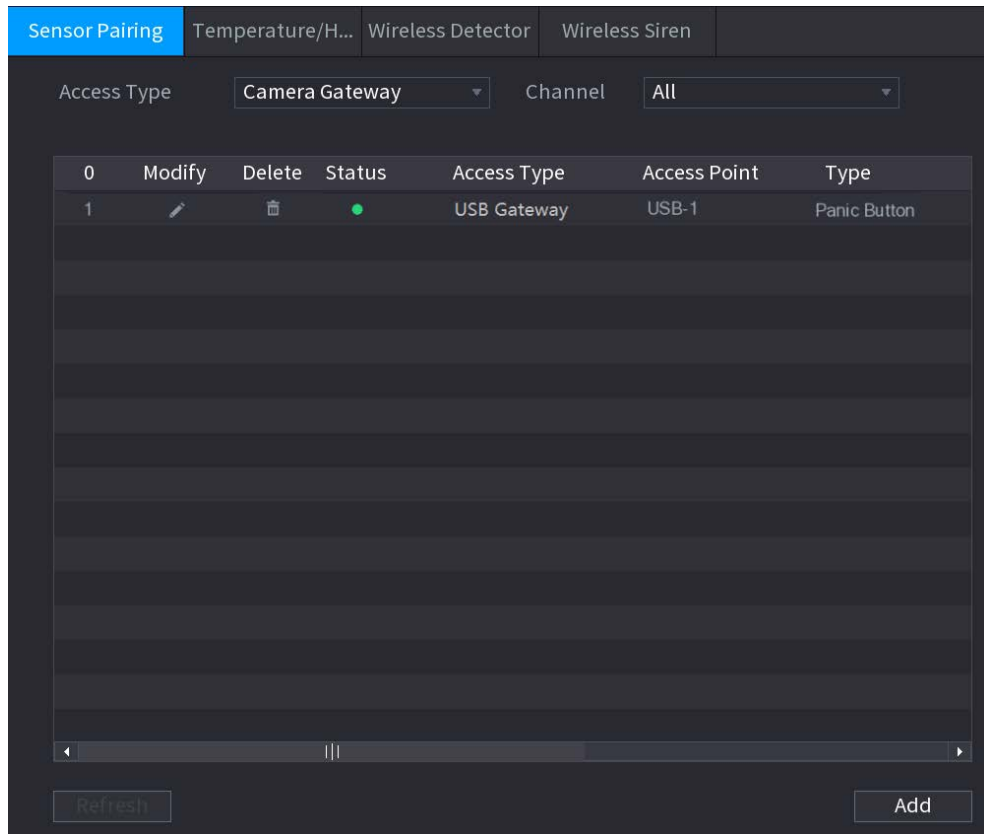 Sensor Pairing Temperature/H... Wireless Detector Wireless Siren
Access Type Camera Gateway Channel All
0 Modify Delete Status Access Type Access Point Type
1 USB Gateway USB-1 Panic Button
Refresh Add